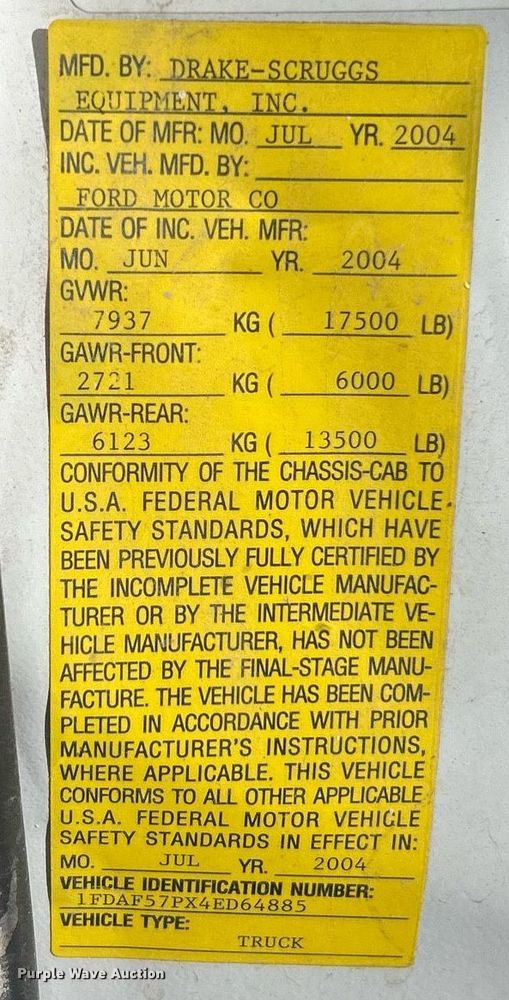 MFD. BY: DRAKE-SCRUGGS
EQUIPMENT, INC.
DATE OF MFR: MO. JUL YR. 2004
INC. VEH. MFD. BY:
FORD MOTOR CO
DATE OF INC. VEH. MFR:
MO. JUN YR. 2004
GVWR:
7937 KG ( 17500 LB)
GAWR-FRONT:
2721 KG ( 6000 LB)
GAWR-REAR:
6123 KG ( 13500 LB)
CONFORMITY OF THE CHASSIS-CAB TO
U.S.A. FEDERAL MOTOR VEHICLE
SAFETY STANDARDS, WHICH HAVE
BEEN PREVIOUSLY FULLY CERTIFIED BY
THE INCOMPLETE VEHICLE MANUFAC-
TURER OR BY THE INTERMEDIATE VE-
HICLE MANUFACTURER, HAS NOT BEEN
AFFECTED BY THE FINAL-STAGE MANU-
FACTURE. THE VEHICLE HAS BEEN COM-
PLETED IN ACCORDANCE WITH PRIOR
MANUFACTURER'S INSTRUCTIONS,
WHERE APPLICABLE. THIS VEHICLE
CONFORMS TO ALL OTHER APPLICABLE
U.S.A. FEDERAL MOTOR VEHICLE
SAFETY STANDARDS IN EFFECT IN:
MO. JUL YR. 2004
VEHICLE IDENTIFICATION NUMBER:
1FDAF57PX4ED64885
VEHICLE TYPE:
TRUCK
Purple Wave Auction